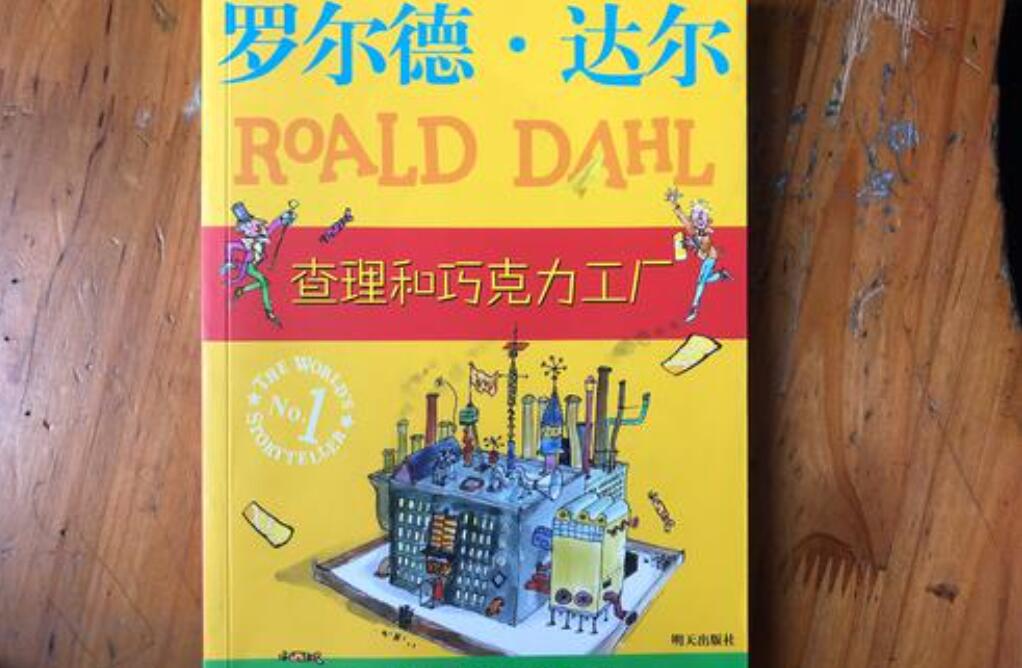 罗尔德·达尔
ROALD DAHL
查理和巧克力工厂
THE WORLD'S
No.1
STORYTELLER
明天出版社